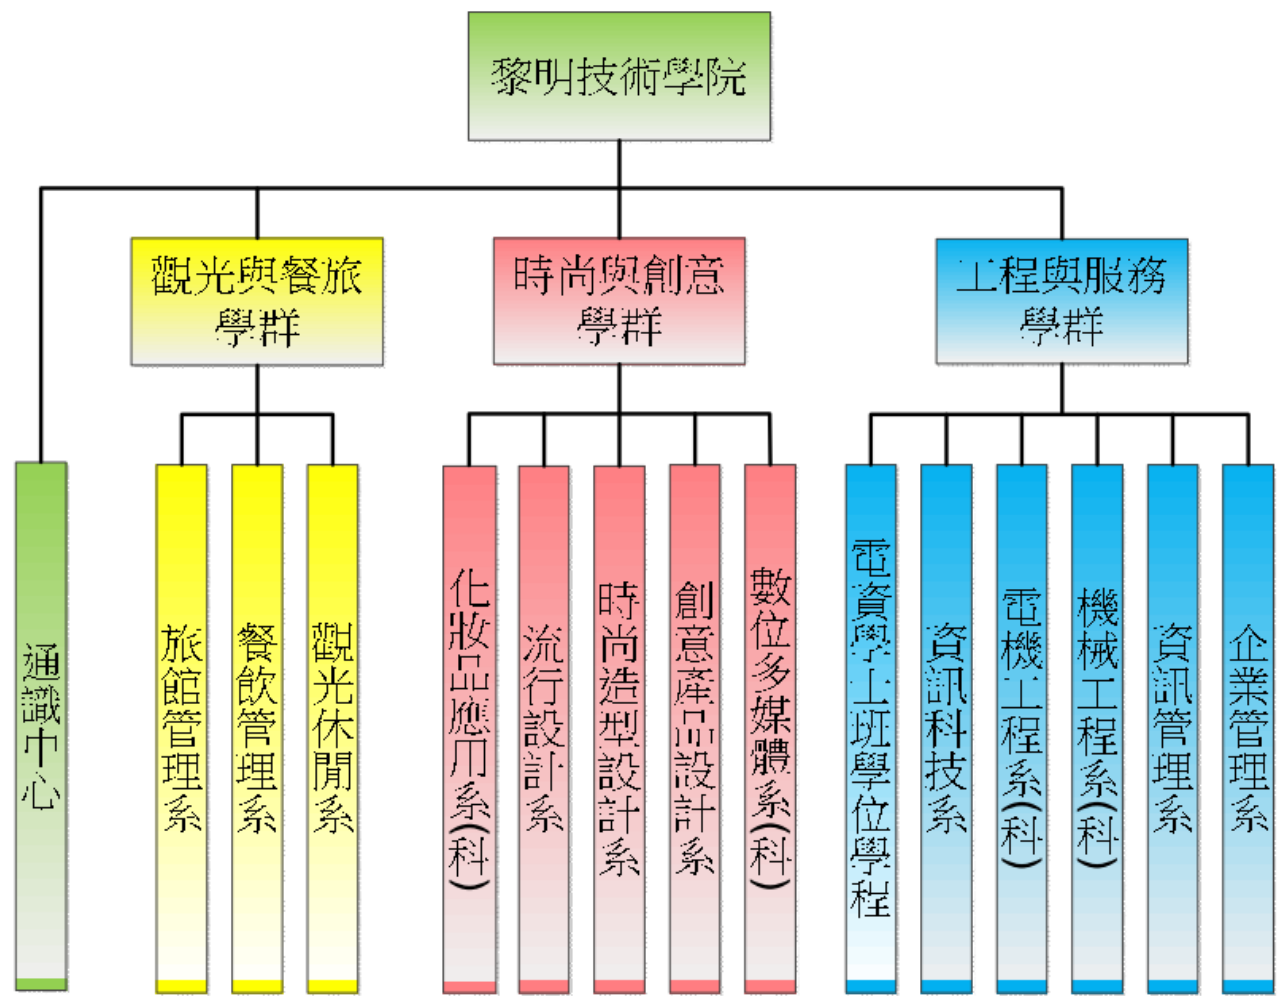 黎明技術學院
觀光與餐旅
學群
時尚與創意
學群
工程與服務
學群
通識中心
旅館管理系
餐飲管理系
觀光休閒系
化妝品應用系(科)
流行設計系
時尚造型設計系
創意產品設計系
數位多媒體系(科)
電資學士班學位學程
資訊科技系
電機工程系(科)
機械工程系(科)
資訊管理系
企業管理系